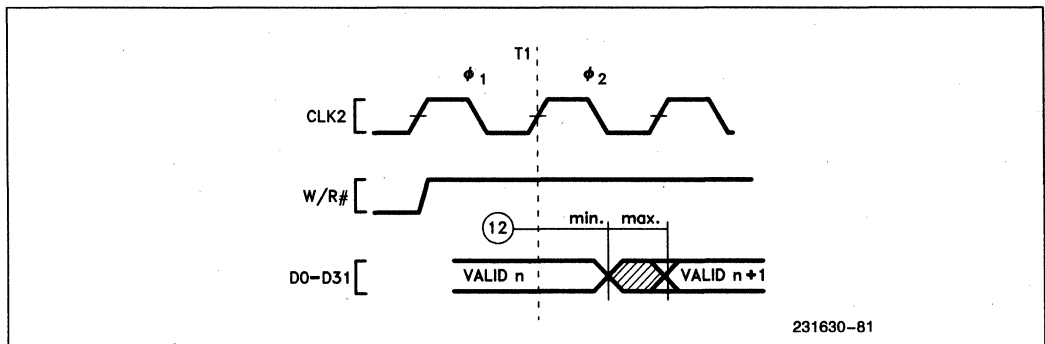 T1
ϕ1 ϕ2
CLK2
W/R#
12 min. max.
D0–D31 VALID n VALID n+1
231630–81